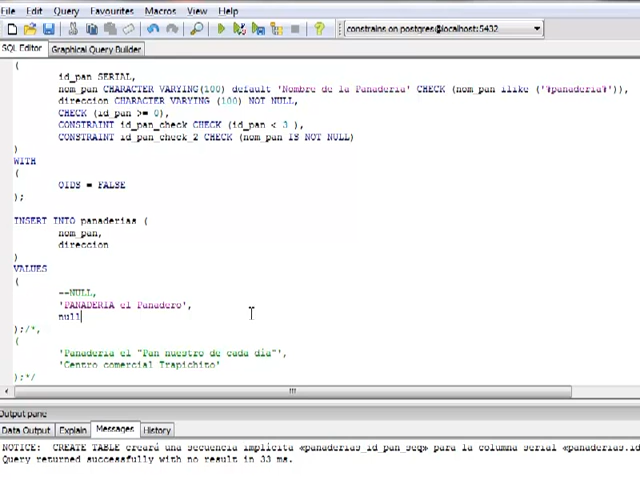 File Edit Query Favourites Macros View Help
constrains on postgres@localhost:5432
SQL Editor Graphical Query Builder
(
id_pan SERIAL,
nom_pan CHARACTER VARYING(100) default 'Nombre de la Panaderia' CHECK (nom_pan ilike ('%panaderia%')),
direccion CHARACTER VARYING (100) NOT NULL,
CHECK (id_pan >= 0),
CONSTRAINT id_pan_check CHECK (id_pan < 3 ),
CONSTRAINT id_pan_check_2 CHECK (nom_pan IS NOT NULL)
)
WITH
(
OIDS = FALSE
);
INSERT INTO panaderias (
nom_pan,
direccion
)
VALUES
(
--NULL,
'PANADERIA el Panadero',
null
);/*,
(
'Panaderia el "Pan nuestro de cada dia"',
'Centro comercial Trapichito'
);*/
Output pane
Data Output Explain Messages History
NOTICE: CREATE TABLE creará una secuencia implícita «panaderias_id_pan_seq» para la columna serial «panaderias.id
Query returned successfully with no result in 33 ms.